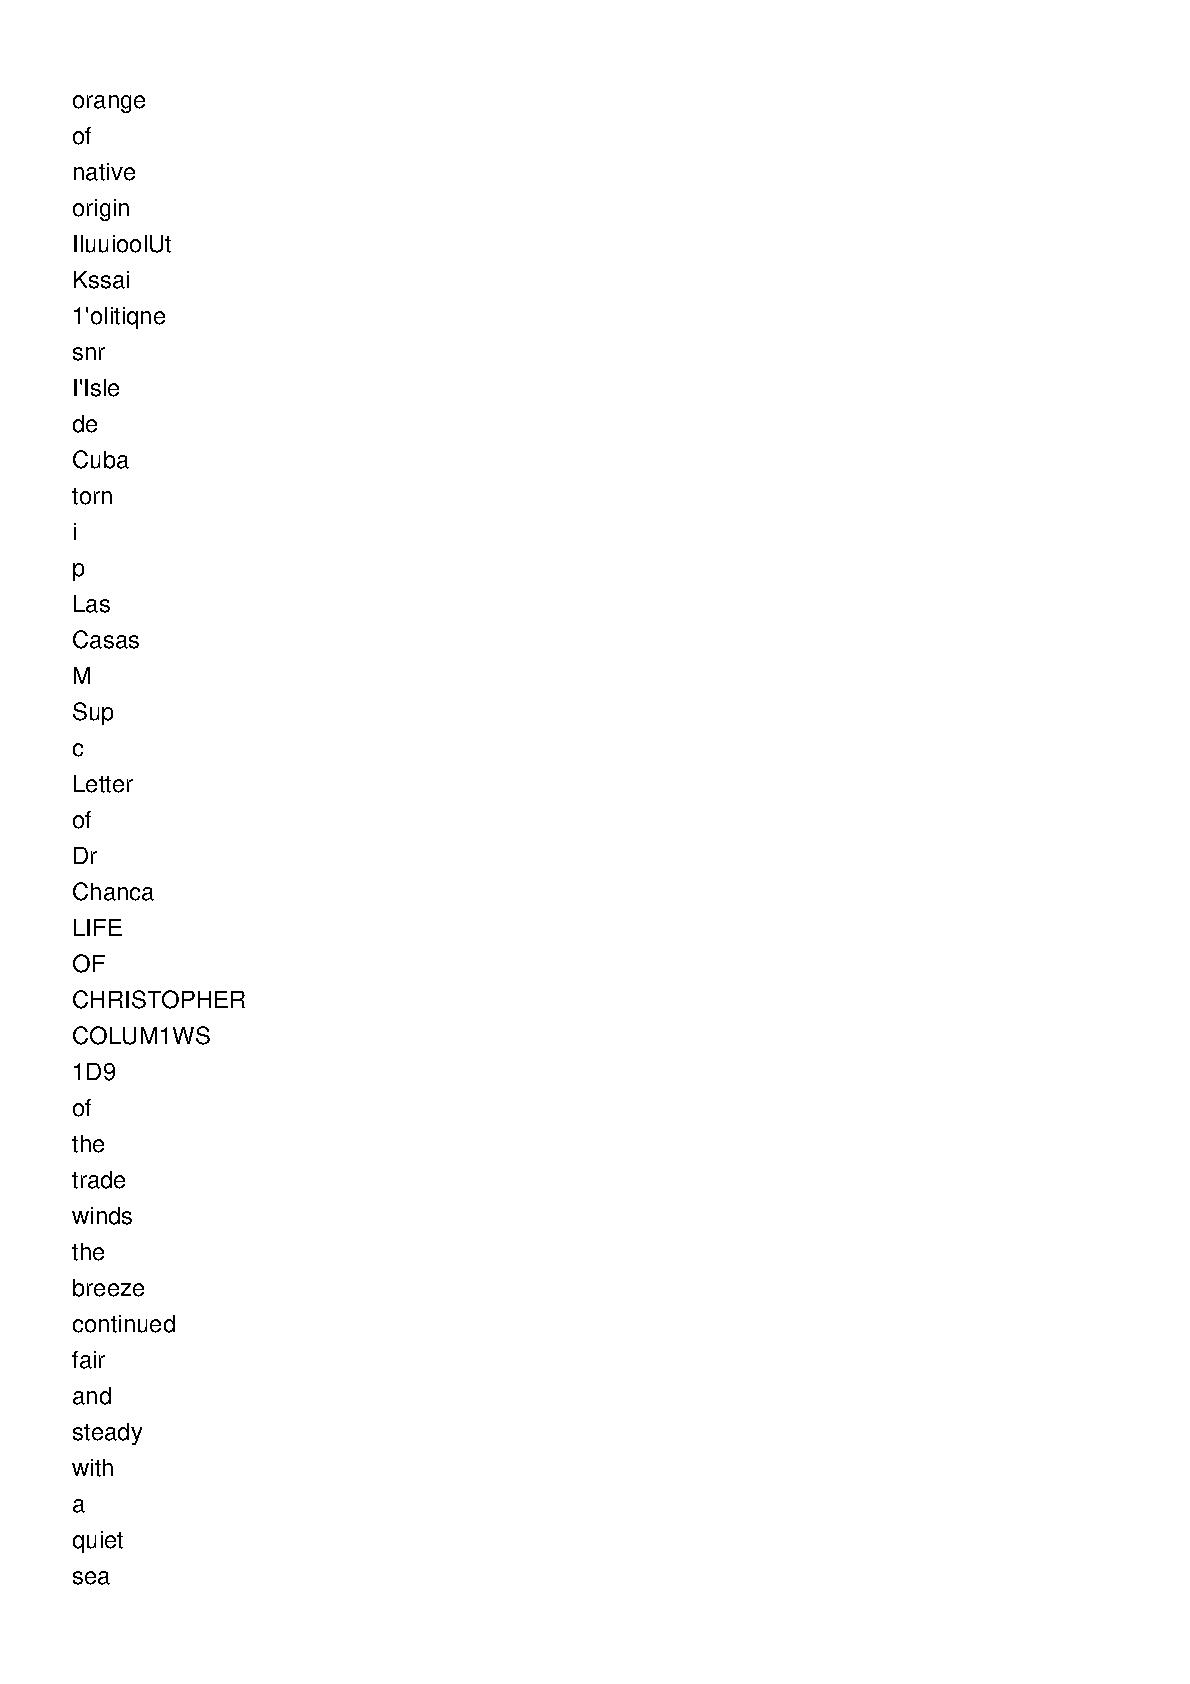 orange
of
native
origin
IluuioolUt
Kssai
1'olitiqne
snr
I'Isle
de
Cuba
torn
i
p
Las
Casas
M
Sup
c
Letter
of
Dr
Chanca
LIFE
OF
CHRISTOPHER
COLUM1WS
1D9
of
the
trade
winds
the
breeze
continued
fair
and
steady
with
a
quiet
sea